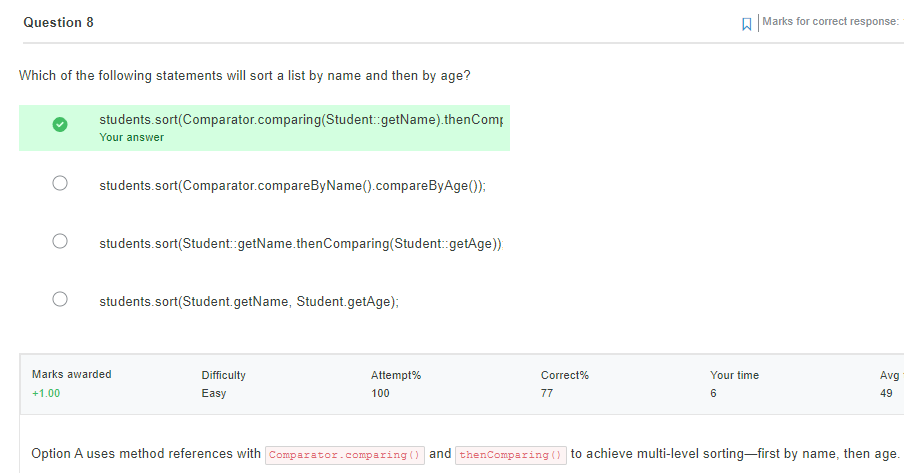 Question 8
Marks for correct response:
Which of the following statements will sort a list by name and then by age?
students.sort(Comparator.comparing(Student::getName).thenComp
Your answer
students.sort(Comparator.compareByName().compareByAge());
students.sort(Student::getName.thenComparing(Student::getAge))
students.sort(Student.getName, Student.getAge);
Marks awarded Difficulty Attempt% Correct% Your time Avg
+1.00 Easy 100 77 6 49
Option A uses method references with Comparator.comparing() and thenComparing() to achieve multi-level sorting—first by name, then age.